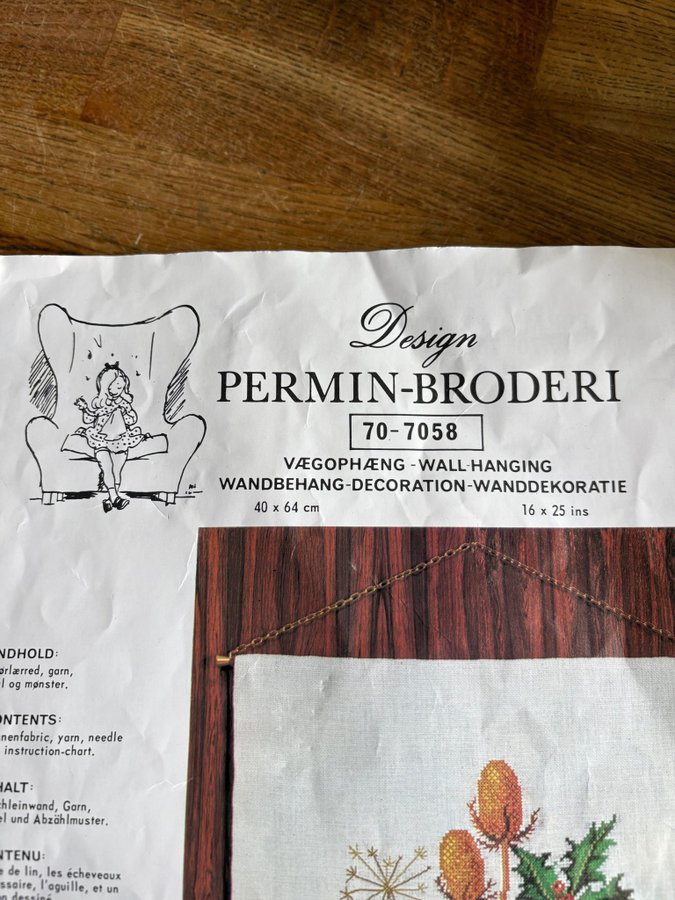 Design
PERMIN-BRODERI
70-7058
VÆGOPHÆNG - WALL-HANGING
WANDBEHANG-DECORATION-WANDDEKORATIE
40 x 64 cm 16 x 25 ins
NDHOLD:
ørlærred, garn,
l og mønster.
ONTENTS:
nenfabric, yarn, needle
instruction-chart.
HALT:
chleinwand, Garn,
el und Abzählmuster.
NTENU:
e de lin, les écheveaux
ssaire, l'aguille, et un
n dessiné